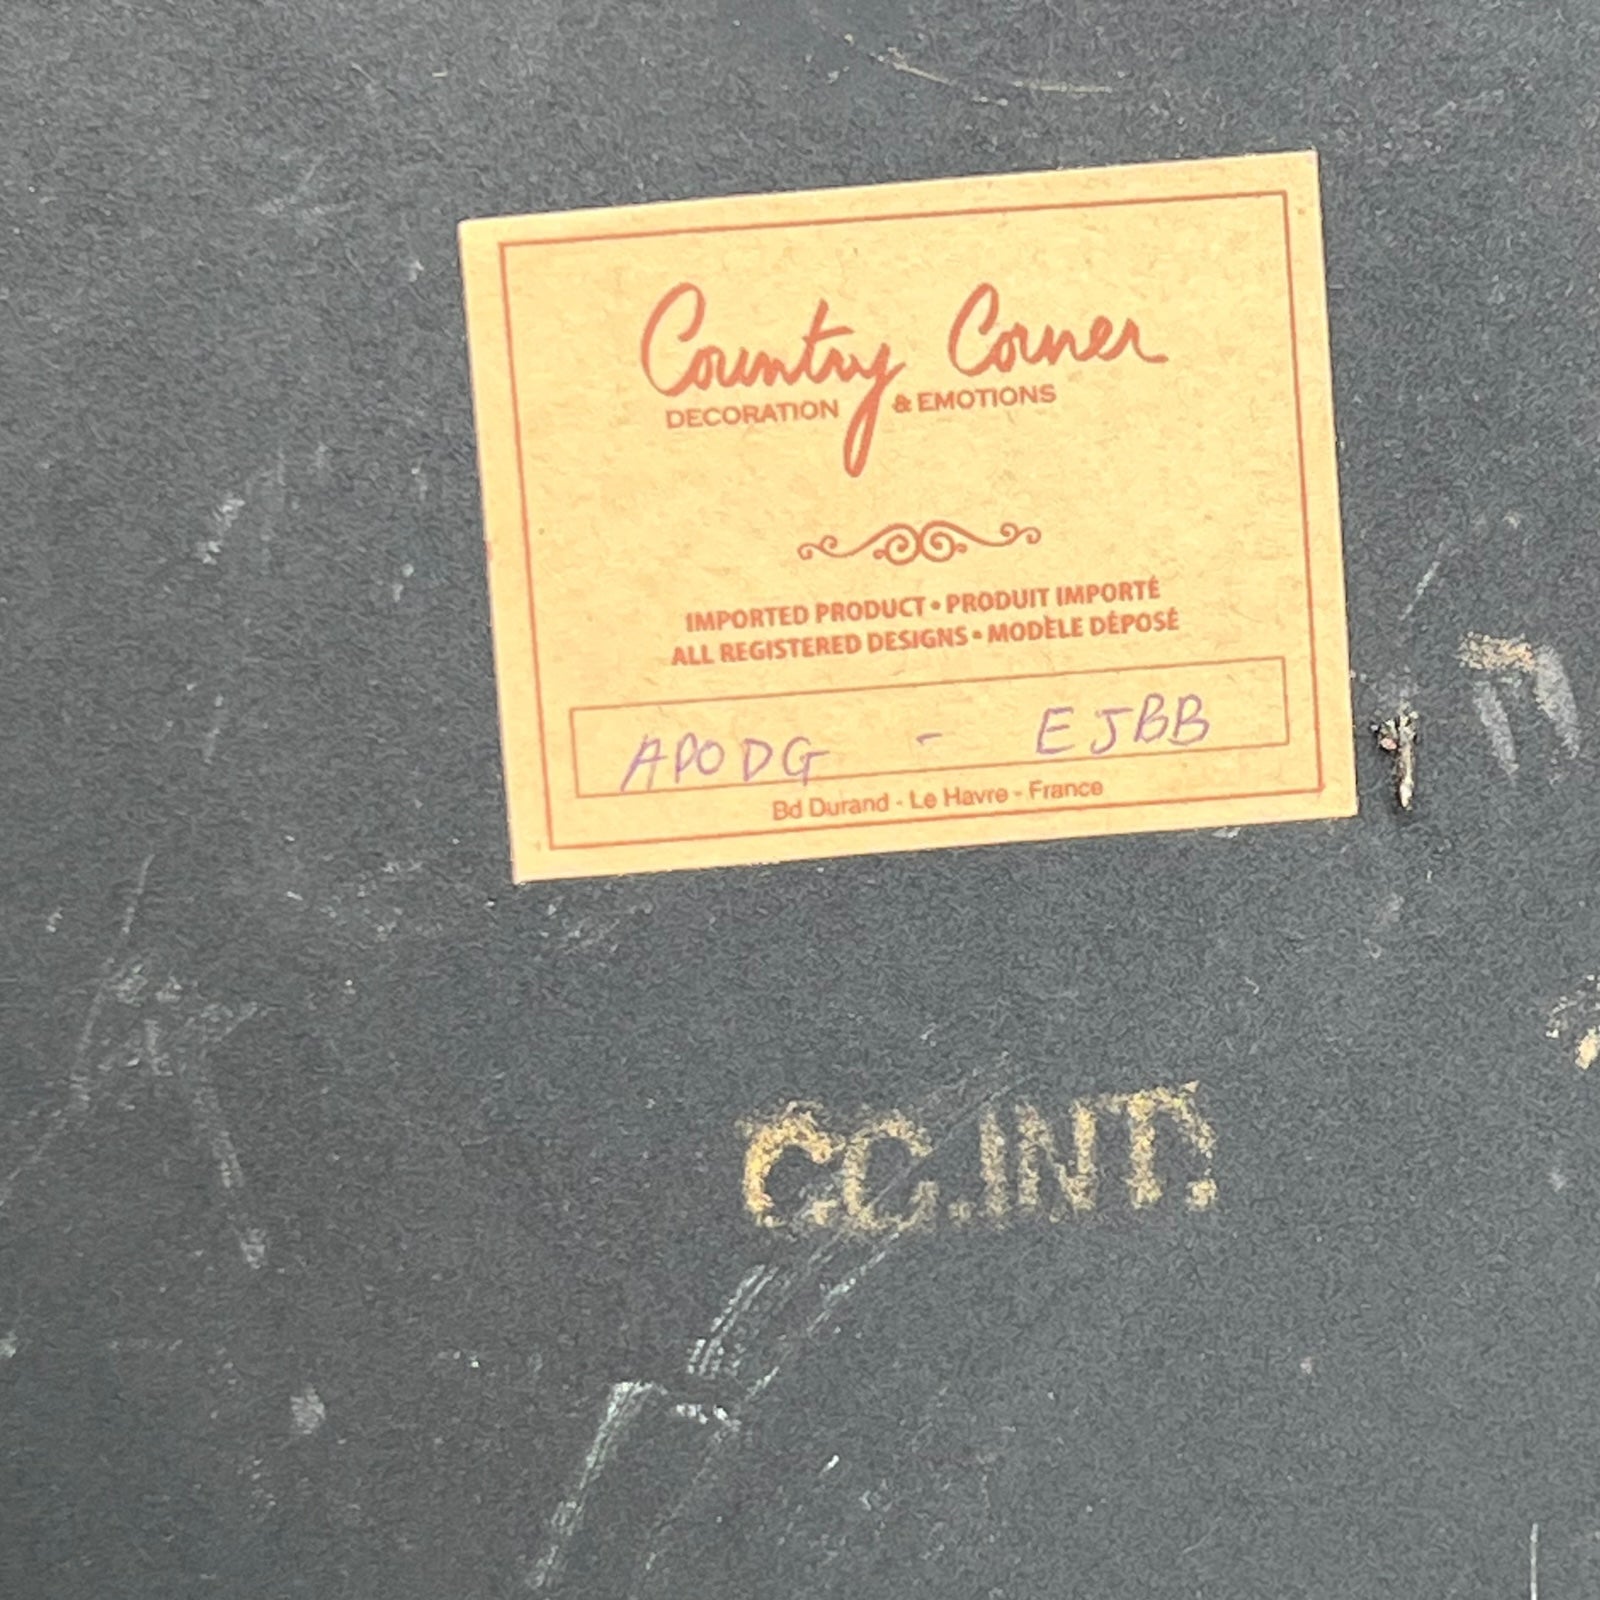 Country Corner
DECORATION & EMOTIONS
IMPORTED PRODUCT • PRODUIT IMPORTÉ
ALL REGISTERED DESIGNS • MODÈLE DÉPOSÉ
APODG - EJBB
Bd Durand - Le Havre - France
CC.INT)